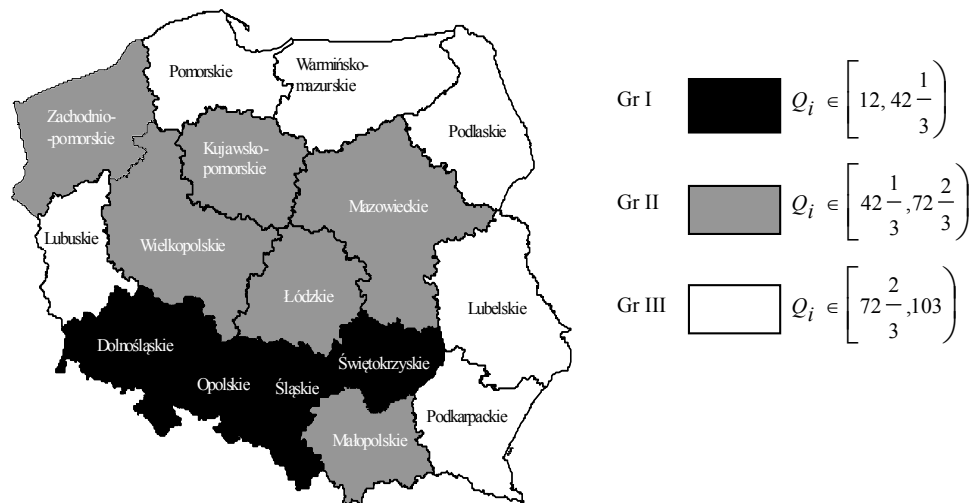 Pomorskie
Warmińsko-
mazurskie
Zachodnio-
-pomorskie
Kujawsko-
pomorskie
Podlaskie
Mazowieckie
Lubuskie
Wielkopolskie
Łódzkie
Lubelskie
Dolnośląskie
Opolskie
Śląskie
Świętokrzyskie
Małopolskie
Podkarpackie
Gr I Q_i ∈ [12, 42 1/3)
Gr II Q_i ∈ [42 1/3, 72 2/3)
Gr III Q_i ∈ [72 2/3, 103)